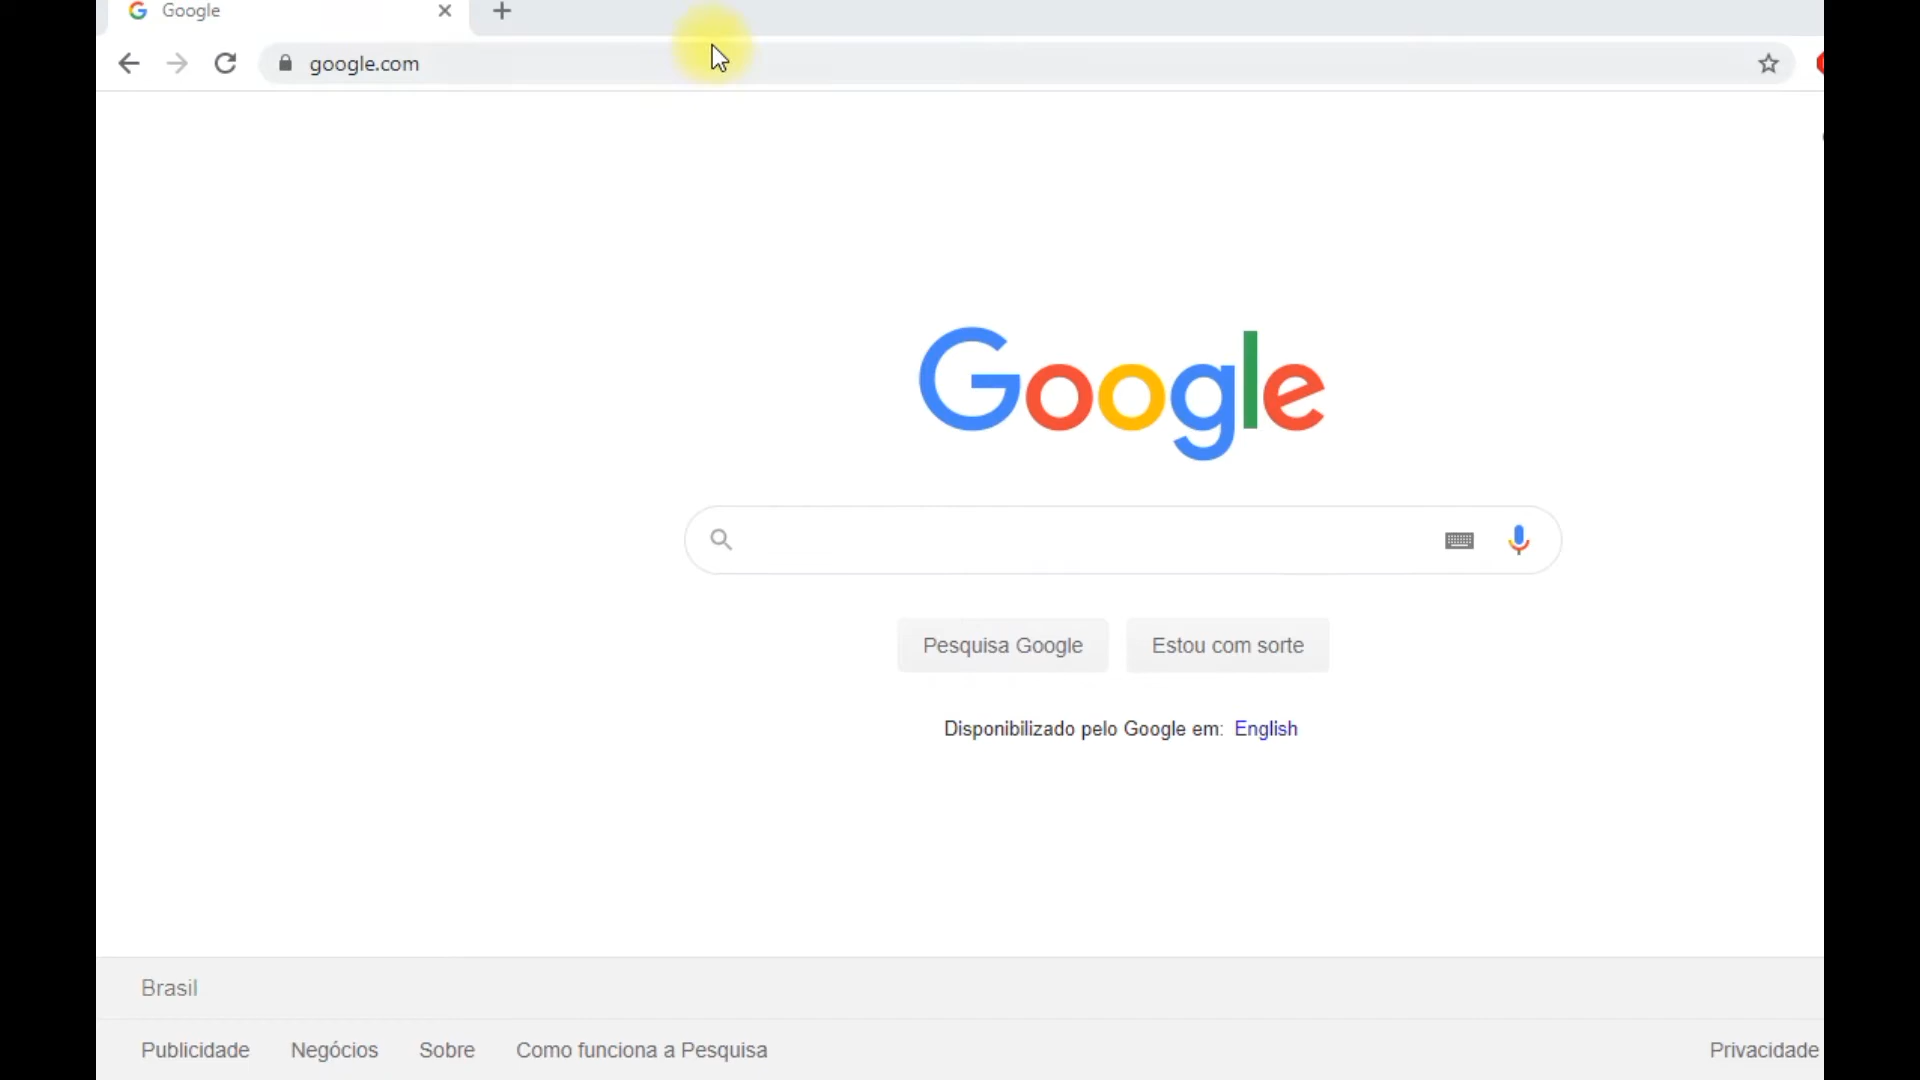 Google
google.com
Google
Pesquisa Google
Estou com sorte
Disponibilizado pelo Google em: English
Brasil
Publicidade
Negócios
Sobre
Como funciona a Pesquisa
Privacidade